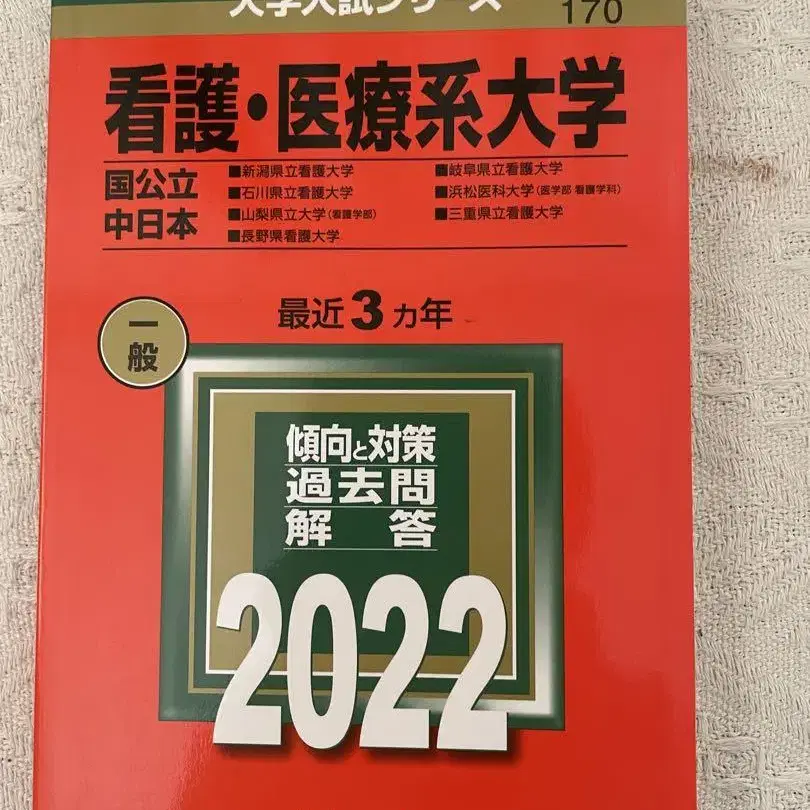 大学入試シリーズ
170
看護・医療系大学
国公立
中日本
■新潟県立看護大学
■石川県立看護大学
■山梨県立大学(看護学部)
■長野県看護大学
■岐阜県立看護大学
■浜松医科大学(医学部 看護学科)
■三重県立看護大学
最近3カ年
一般
傾向と対策
過去問
解答
2022